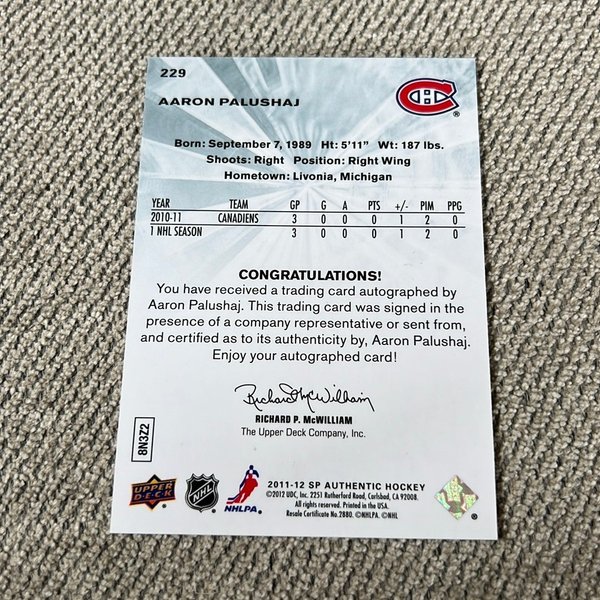 229
AARON PALUSHAJ
CH
®
Born: September 7, 1989 Ht: 5'11" Wt: 187 lbs.
Shoots: Right Position: Right Wing
Hometown: Livonia, Michigan
YEAR TEAM GP G A PTS +/- PIM PPG
2010-11 CANADIENS 3 0 0 0 1 2 0
1 NHL SEASON 3 0 0 0 1 2 0
CONGRATULATIONS!
You have received a trading card autographed by
Aaron Palushaj. This trading card was signed in the
presence of a company representative or sent from,
and certified as to its authenticity by, Aaron Palushaj.
Enjoy your autographed card!
Richard McWilliam
RICHARD P. McWILLIAM
The Upper Deck Company, Inc.
8N3Z2
UPPER DECK
NHL
NHLPA.
2011-12 SP AUTHENTIC HOCKEY
©2012 UDC, Inc. 2251 Rutherford Road, Carlsbad, CA 92008.
All rights reserved. Printed in the USA.
Resale Certificate No.2880. ©NHLPA. ©NHL
®